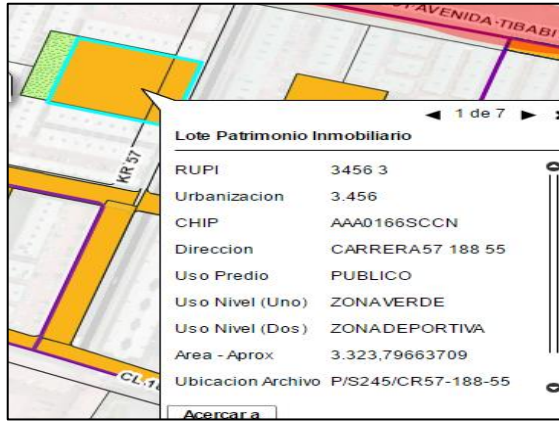 AVENIDA-TIBABI
1 de 7
Lote Patrimonio Inmobiliario
KR 57
RUPI 3456 3
Urbanizacion 3.456
CHIP AAA0166SCCN
Direccion CARRERA57 188 55
Uso Predio PUBLICO
Uso Nivel (Uno) ZONAVERDE
Uso Nivel (Dos) ZONADEPORTIVA
Area - Aprox 3.323,79663709
Ubicacion Archivo P/S245/CR57-188-55
Acercar a